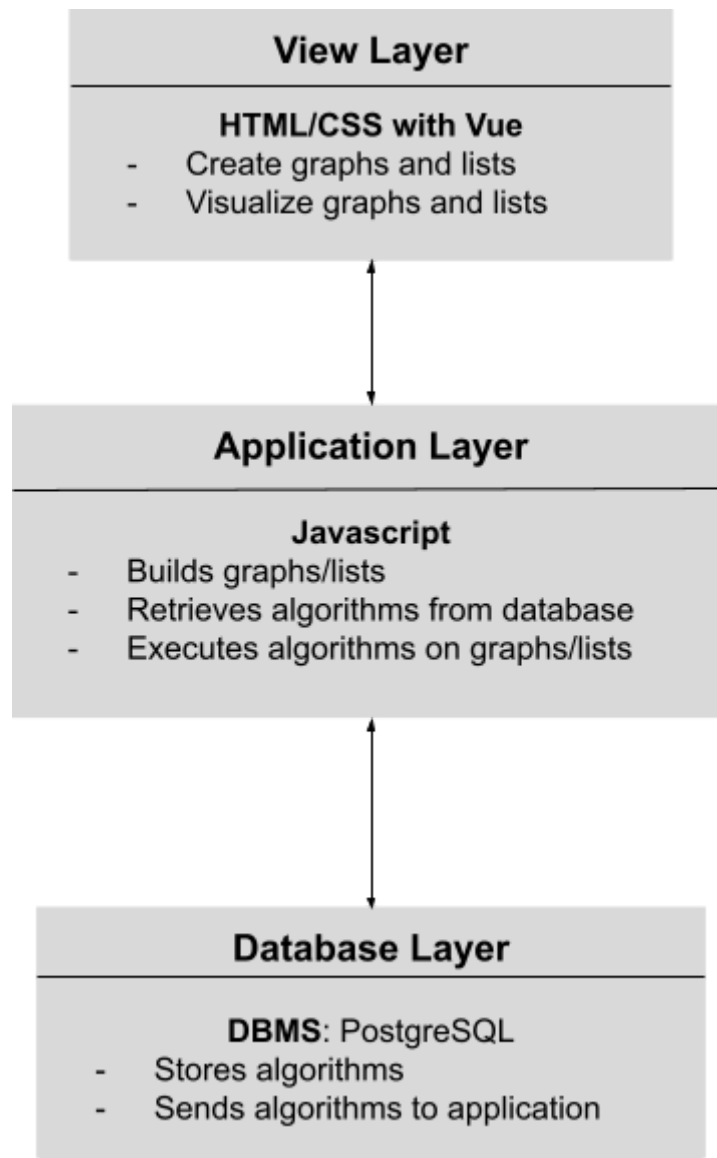 View Layer
HTML/CSS with Vue
- Create graphs and lists
- Visualize graphs and lists
Application Layer
Javascript
- Builds graphs/lists
- Retrieves algorithms from database
- Executes algorithms on graphs/lists
Database Layer
DBMS: PostgreSQL
- Stores algorithms
- Sends algorithms to application